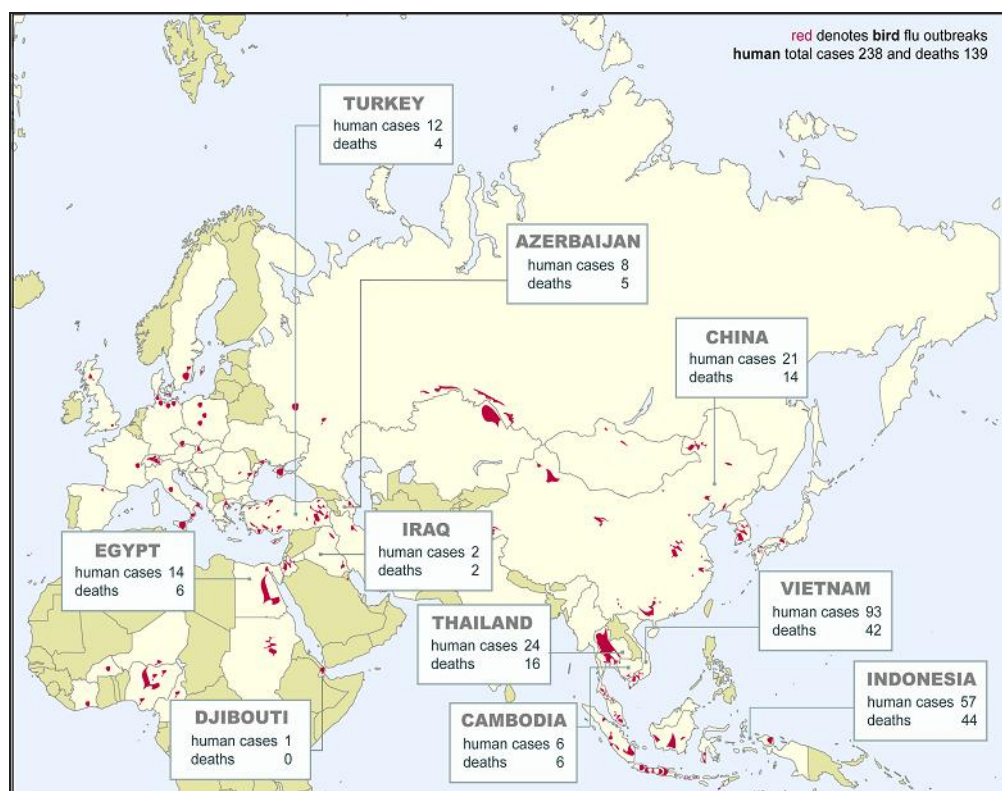 red denotes bird flu outbreaks
human total cases 238 and deaths 139
TURKEY
human cases 12
deaths 4
AZERBAIJAN
human cases 8
deaths 5
CHINA
human cases 21
deaths 14
IRAQ
human cases 2
deaths 2
EGYPT
human cases 14
deaths 6
VIETNAM
human cases 93
deaths 42
THAILAND
human cases 24
deaths 16
INDONESIA
human cases 57
deaths 44
DJIBOUTI
human cases 1
deaths 0
CAMBODIA
human cases 6
deaths 6